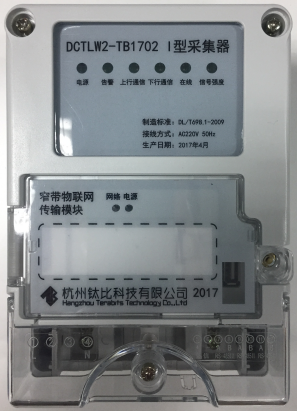 DCTLW2-TB1702 I型采集器
电源 告警 上行通信 下行通信 在线 信号强度
制造标准: DL/T698.1-2009
接线方式: AC220V 50Hz
生产日期: 2017年4月
窄带物联网 网络 电源
传输模块
杭州钛比科技有限公司 2017
Hangzhou Terabits Technology Co.,Ltd